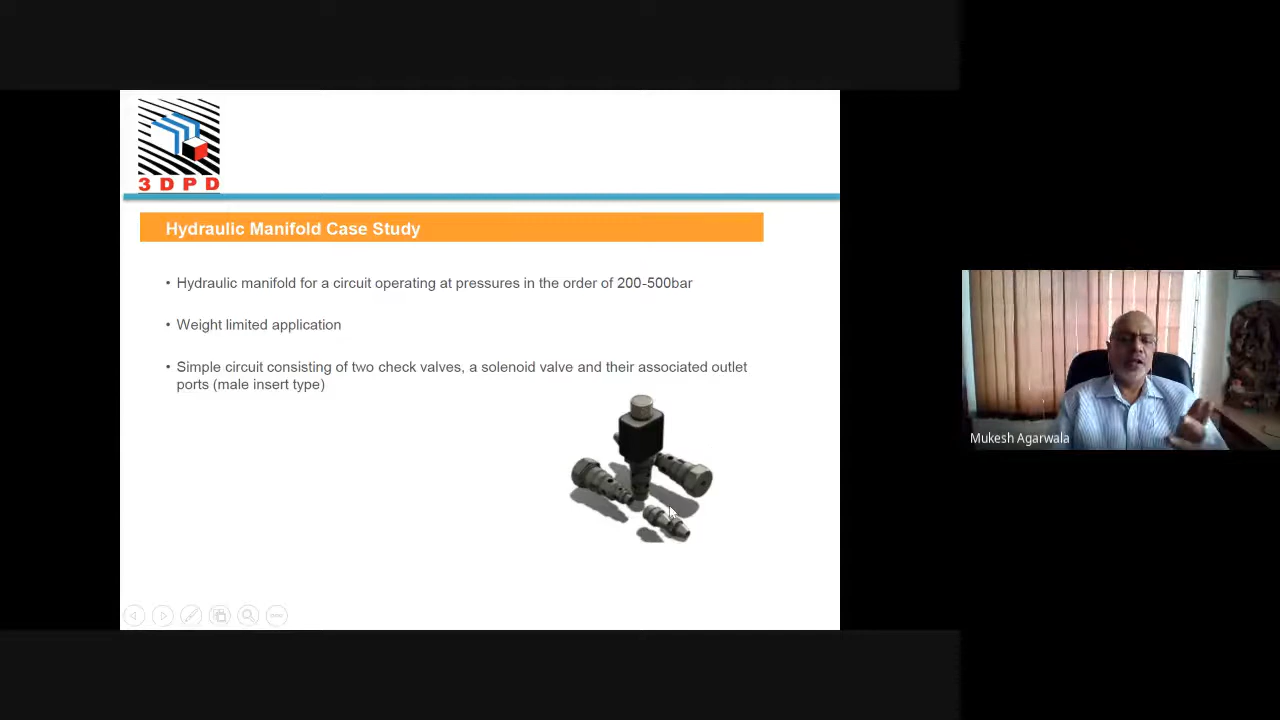 3DPD
Hydraulic Manifold Case Study
• Hydraulic manifold for a circuit operating at pressures in the order of 200-500bar
• Weight limited application
• Simple circuit consisting of two check valves, a solenoid valve and their associated outlet
ports (male insert type)
Mukesh Agarwala